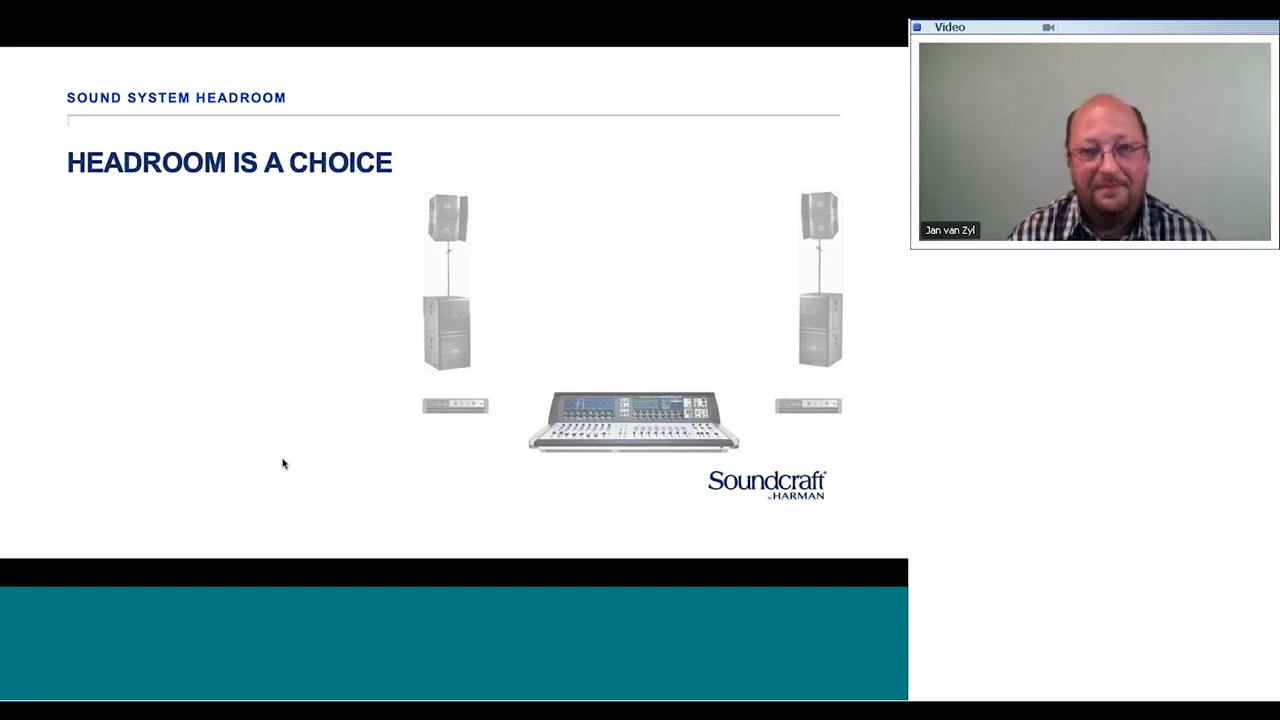 SOUND SYSTEM HEADROOM
HEADROOM IS A CHOICE
Soundcraft
by HARMAN
Video
Jan van Zyl